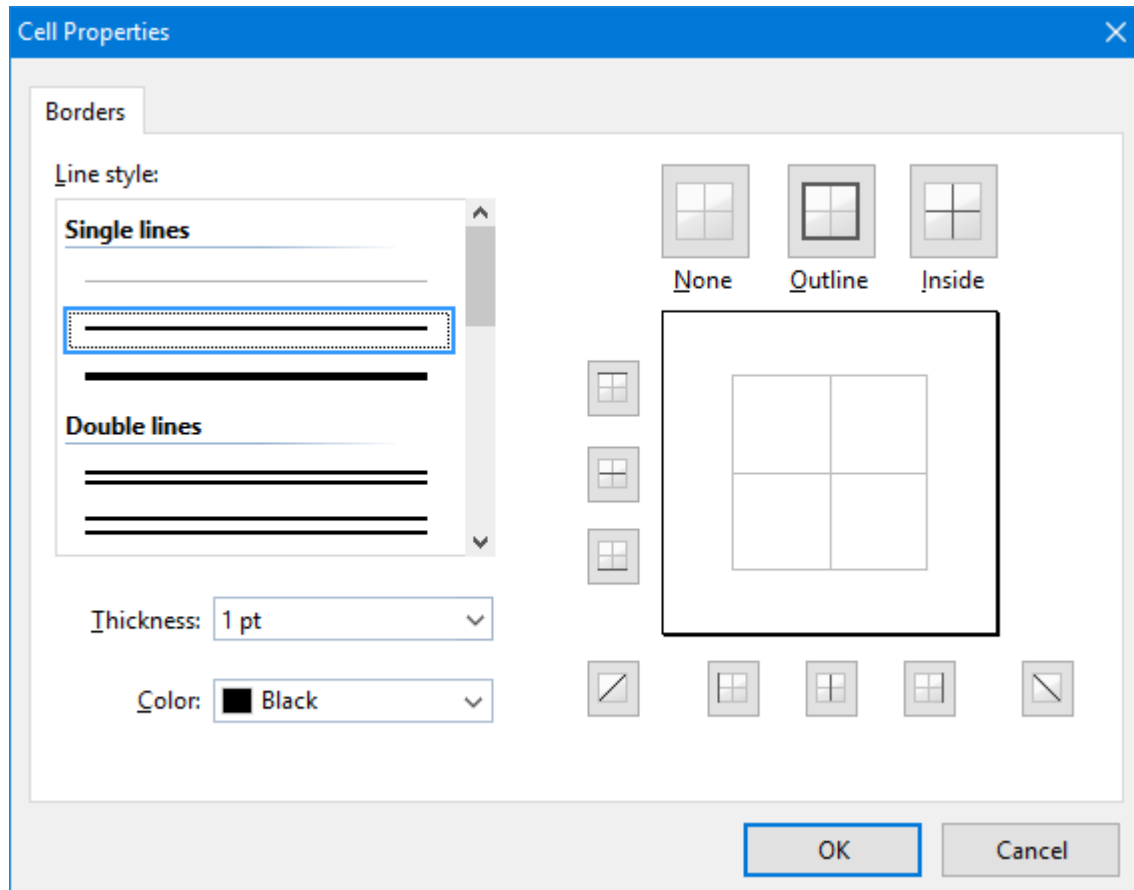 Cell Properties
Borders
Line style:
Single lines
Double lines
Thickness: 1 pt
Color: Black
None Outline Inside
OK Cancel